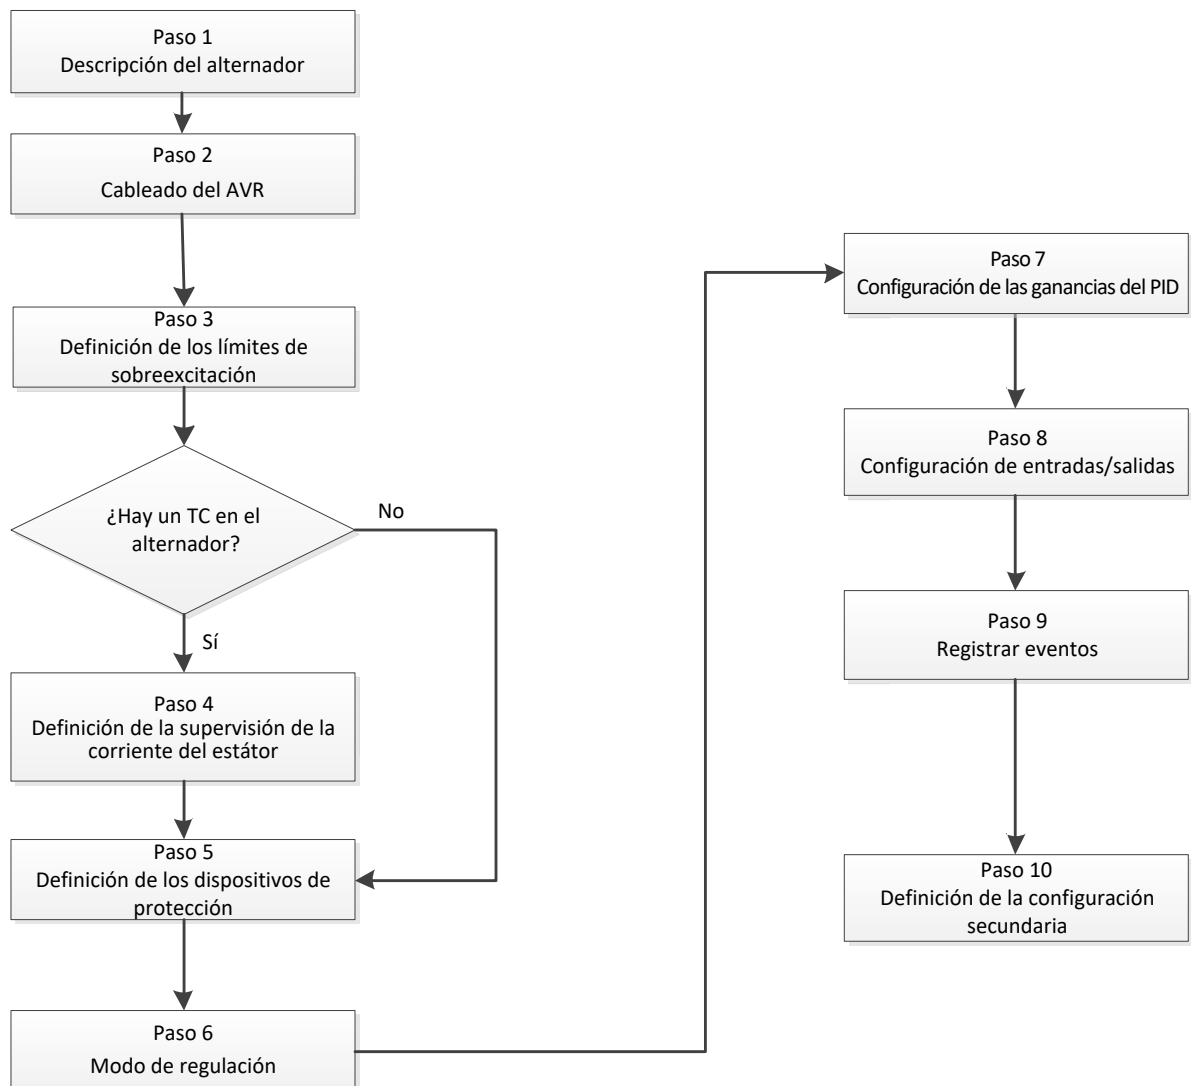 Paso 1
Descripción del alternador
Paso 2
Cableado del AVR
Paso 3
Definición de los límites de
sobreexcitación
¿Hay un TC en el
alternador?
No
Sí
Paso 4
Definición de la supervisión de la
corriente del estátor
Paso 5
Definición de los dispositivos de
protección
Paso 6
Modo de regulación
Paso 7
Configuración de las ganancias del PID
Paso 8
Configuración de entradas/salidas
Paso 9
Registrar eventos
Paso 10
Definición de la configuración
secundaria